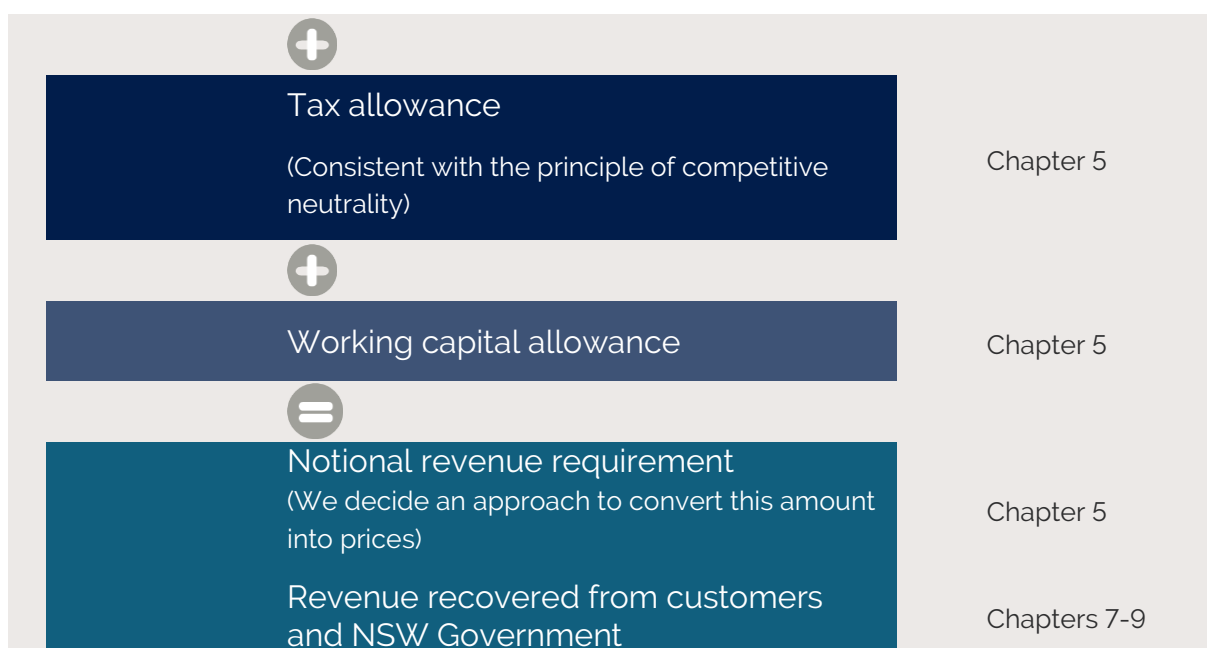 Tax allowance
(Consistent with the principle of competitive
neutrality)
Chapter 5
Working capital allowance
Chapter 5
Notional revenue requirement
(We decide an approach to convert this amount
into prices)
Chapter 5
Revenue recovered from customers
and NSW Government
Chapters 7-9